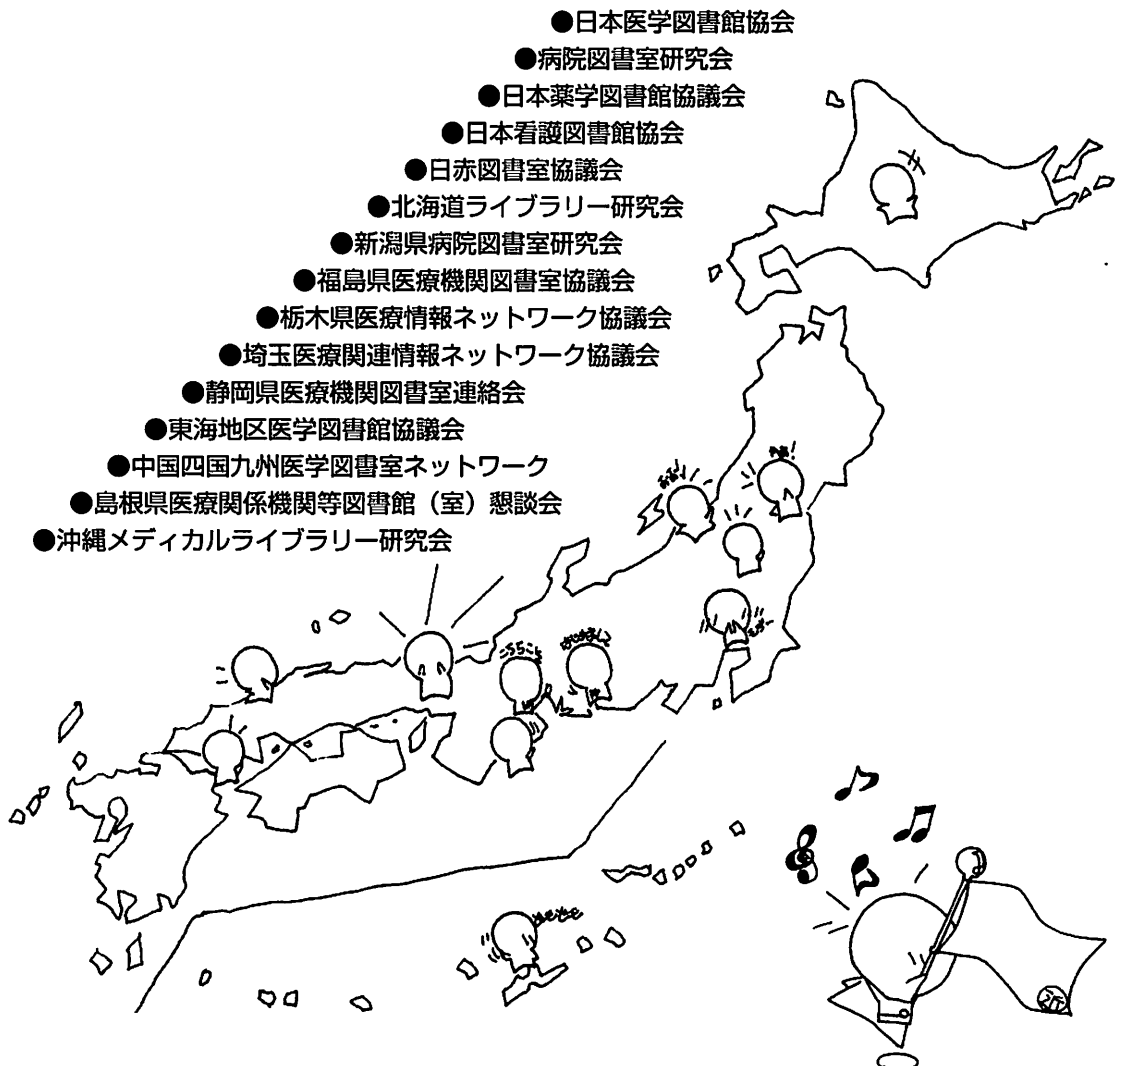 ●日本医学図書館協会
●病院図書室研究会
●日本薬学図書館協議会
●日本看護図書館協会
●日赤図書室協議会
●北海道ライブラリー研究会
●新潟県病院図書室研究会
●福島県医療機関図書室協議会
●栃木県医療情報ネットワーク協議会
●埼玉医療関連情報ネットワーク協議会
●静岡県医療機関図書室連絡会
●東海地区医学図書館協議会
●中国四国九州医学図書室ネットワーク
●島根県医療関係機関等図書館（室）懇談会
●沖縄メディカルライブラリー研究会
近